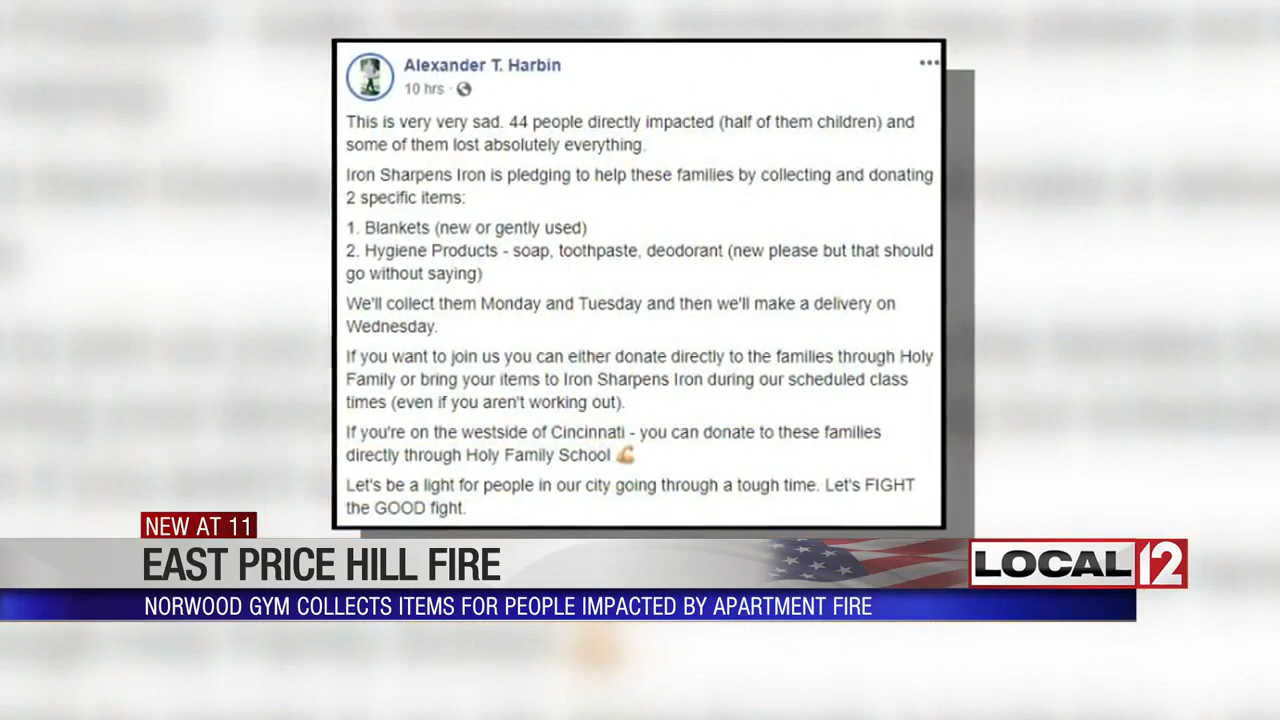 Alexander T. Harbin
10 hrs ·
This is very very sad. 44 people directly impacted (half of them children) and
some of them lost absolutely everything.
Iron Sharpens Iron is pledging to help these families by collecting and donating
2 specific items:
1. Blankets (new or gently used)
2. Hygiene Products - soap, toothpaste, deodorant (new please but that should
go without saying)
We'll collect them Monday and Tuesday and then we'll make a delivery on
Wednesday.
If you want to join us you can either donate directly to the families through Holy
Family or bring your items to Iron Sharpens Iron during our scheduled class
times (even if you aren't working out).
If you're on the westside of Cincinnati - you can donate to these families
directly through Holy Family School 💪🏼
Let's be a light for people in our city going through a tough time. Let's FIGHT
the GOOD fight.
NEW AT 11
EAST PRICE HILL FIRE
LOCAL 12
NORWOOD GYM COLLECTS ITEMS FOR PEOPLE IMPACTED BY APARTMENT FIRE